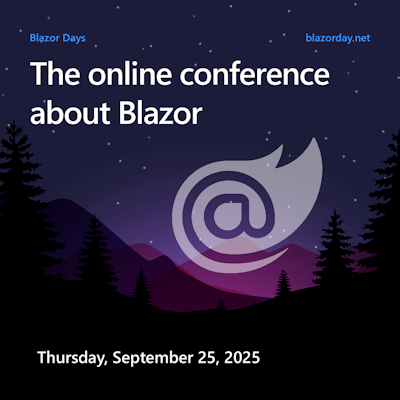 Blazor Days
blazorday.net
The online conference
about Blazor
@
Thursday, September 25, 2025